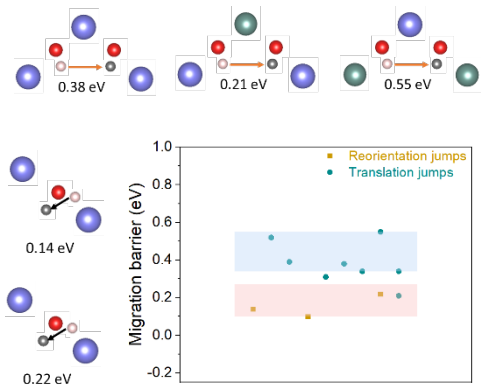 0.38 eV
0.21 eV
0.55 eV
0.14 eV
0.22 eV
Migration barrier (eV)
1.0
0.8
0.6
0.4
0.2
0.0
-0.2
Reorientation jumps
Translation jumps